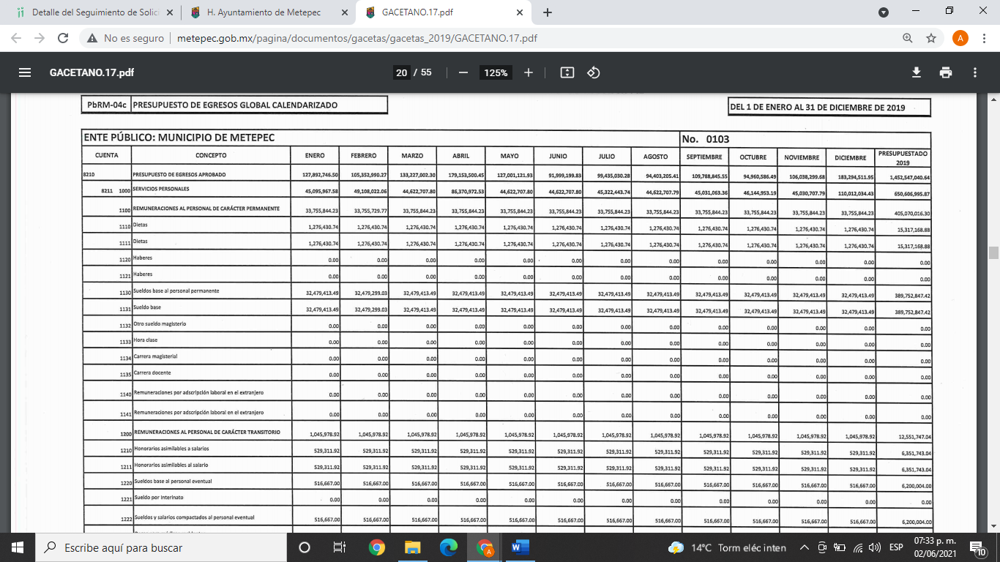 Detalle del Seguimiento de Solici
H. Ayuntamiento de Metepec
GACETANO.17.pdf
No es seguro metepec.gob.mx/pagina/documentos/gacetas/gacetas_2019/GACETANO.17.pdf
A
GACETANO.17.pdf
20 / 55
125%
PbRM-04c PRESUPUESTO DE EGRESOS GLOBAL CALENDARIZADO DEL 1 DE ENERO AL 31 DE DICIEMBRE DE 2019
ENTE PÚBLICO: MUNICIPIO DE METEPEC No. 0103
CUENTA CONCEPTO ENERO FEBRERO MARZO ABRIL MAYO JUNIO JULIO AGOSTO SEPTIEMBRE OCTUBRE NOVIEMBRE DICIEMBRE PRESUPUESTADO 2019
8210 PRESUPUESTO DE EGRESOS APROBADO 127,892,746.50 105,352,990.27 133,227,002.30 179,153,500.45 127,001,121.93 91,999,199.83 99,435,030.28 94,403,205.41 109,788,845.55 94,960,586.49 106,038,299.68 183,294,511.95 1,452,547,040.64
8211 1000 SERVICIOS PERSONALES 45,095,967.58 49,108,022.06 44,622,707.80 86,370,972.53 44,622,707.80 44,622,707.80 45,322,443.74 44,622,707.79 45,031,063.36 46,144,953.19 45,030,707.79 110,012,034.43 650,606,995.87
1100 REMUNERACIONES AL PERSONAL DE CARÁCTER PERMANENTE 33,755,844.23 33,755,729.77 33,755,844.23 33,755,844.23 33,755,844.23 33,755,844.23 33,755,844.23 33,755,844.23 33,755,844.23 33,755,844.23 33,755,844.23 33,755,844.23 405,070,016.30
1110 Dietas 1,276,430.74 1,276,430.74 1,276,430.74 1,276,430.74 1,276,430.74 1,276,430.74 1,276,430.74 1,276,430.74 1,276,430.74 1,276,430.74 1,276,430.74 1,276,430.74 15,317,168.88
1111 Dietas 1,276,430.74 1,276,430.74 1,276,430.74 1,276,430.74 1,276,430.74 1,276,430.74 1,276,430.74 1,276,430.74 1,276,430.74 1,276,430.74 1,276,430.74 1,276,430.74 15,317,168.88
1120 Haberes 0.00 0.00 0.00 0.00 0.00 0.00 0.00 0.00 0.00 0.00 0.00 0.00 0.00
1121 Haberes 0.00 0.00 0.00 0.00 0.00 0.00 0.00 0.00 0.00 0.00 0.00 0.00 0.00
1130 Sueldos base al personal permanente 32,479,413.49 32,479,299.03 32,479,413.49 32,479,413.49 32,479,413.49 32,479,413.49 32,479,413.49 32,479,413.49 32,479,413.49 32,479,413.49 32,479,413.49 32,479,413.49 389,752,847.42
1131 Sueldo base 32,479,413.49 32,479,299.03 32,479,413.49 32,479,413.49 32,479,413.49 32,479,413.49 32,479,413.49 32,479,413.49 32,479,413.49 32,479,413.49 32,479,413.49 32,479,413.49 389,752,847.42
1132 Otro sueldo magisterio 0.00 0.00 0.00 0.00 0.00 0.00 0.00 0.00 0.00 0.00 0.00 0.00 0.00
1133 Hora clase 0.00 0.00 0.00 0.00 0.00 0.00 0.00 0.00 0.00 0.00 0.00 0.00 0.00
1134 Carrera magisterial 0.00 0.00 0.00 0.00 0.00 0.00 0.00 0.00 0.00 0.00 0.00 0.00 0.00
1135 Carrera docente 0.00 0.00 0.00 0.00 0.00 0.00 0.00 0.00 0.00 0.00 0.00 0.00 0.00
1140 Remuneraciones por adscripción laboral en el extranjero 0.00 0.00 0.00 0.00 0.00 0.00 0.00 0.00 0.00 0.00 0.00 0.00 0.00
1141 Remuneraciones por adscripción laboral en el extranjero 0.00 0.00 0.00 0.00 0.00 0.00 0.00 0.00 0.00 0.00 0.00 0.00 0.00
1200 REMUNERACIONES AL PERSONAL DE CARÁCTER TRANSITORIO 1,045,978.92 1,045,978.92 1,045,978.92 1,045,978.92 1,045,978.92 1,045,978.92 1,045,978.92 1,045,978.92 1,045,978.92 1,045,978.92 1,045,978.92 1,045,978.92 12,551,747.04
1210 Honorarios asimilables a salarios 529,311.92 529,311.92 529,311.92 529,311.92 529,311.92 529,311.92 529,311.92 529,311.92 529,311.92 529,311.92 529,311.92 529,311.92 6,351,743.04
1211 Honorarios asimilables al salario 529,311.92 529,311.92 529,311.92 529,311.92 529,311.92 529,311.92 529,311.92 529,311.92 529,311.92 529,311.92 529,311.92 529,311.92 6,351,743.04
1220 Sueldos base al personal eventual 516,667.00 516,667.00 516,667.00 516,667.00 516,667.00 516,667.00 516,667.00 516,667.00 516,667.00 516,667.00 516,667.00 516,667.00 6,200,004.00
1221 Sueldo por Interinato 0.00 0.00 0.00 0.00 0.00 0.00 0.00 0.00 0.00 0.00 0.00 0.00 0.00
1222 Sueldos y salarios compactados al personal eventual 516,667.00 516,667.00 516,667.00 516,667.00 516,667.00 516,667.00 516,667.00 516,667.00 516,667.00 516,667.00 516,667.00 516,667.00 6,200,004.00
Escribe aquí para buscar
14°C Torm eléc inten
ESP
07:33 p. m.
02/06/2021
10